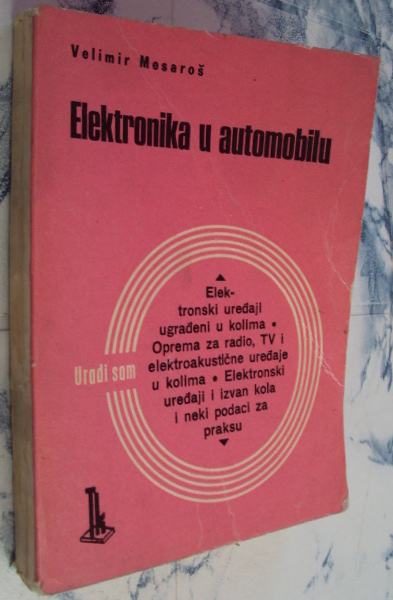 Velimir Mesaroš
Elektronika u automobilu
Elek-
tronski uređaji
ugrađeni u kolima •
Oprema za radio, TV i
elektroakustične uređaje
u kolima • Elektronski
uređaji i izvan kola
i neki podaci za
praksu
Uradi sam
tk